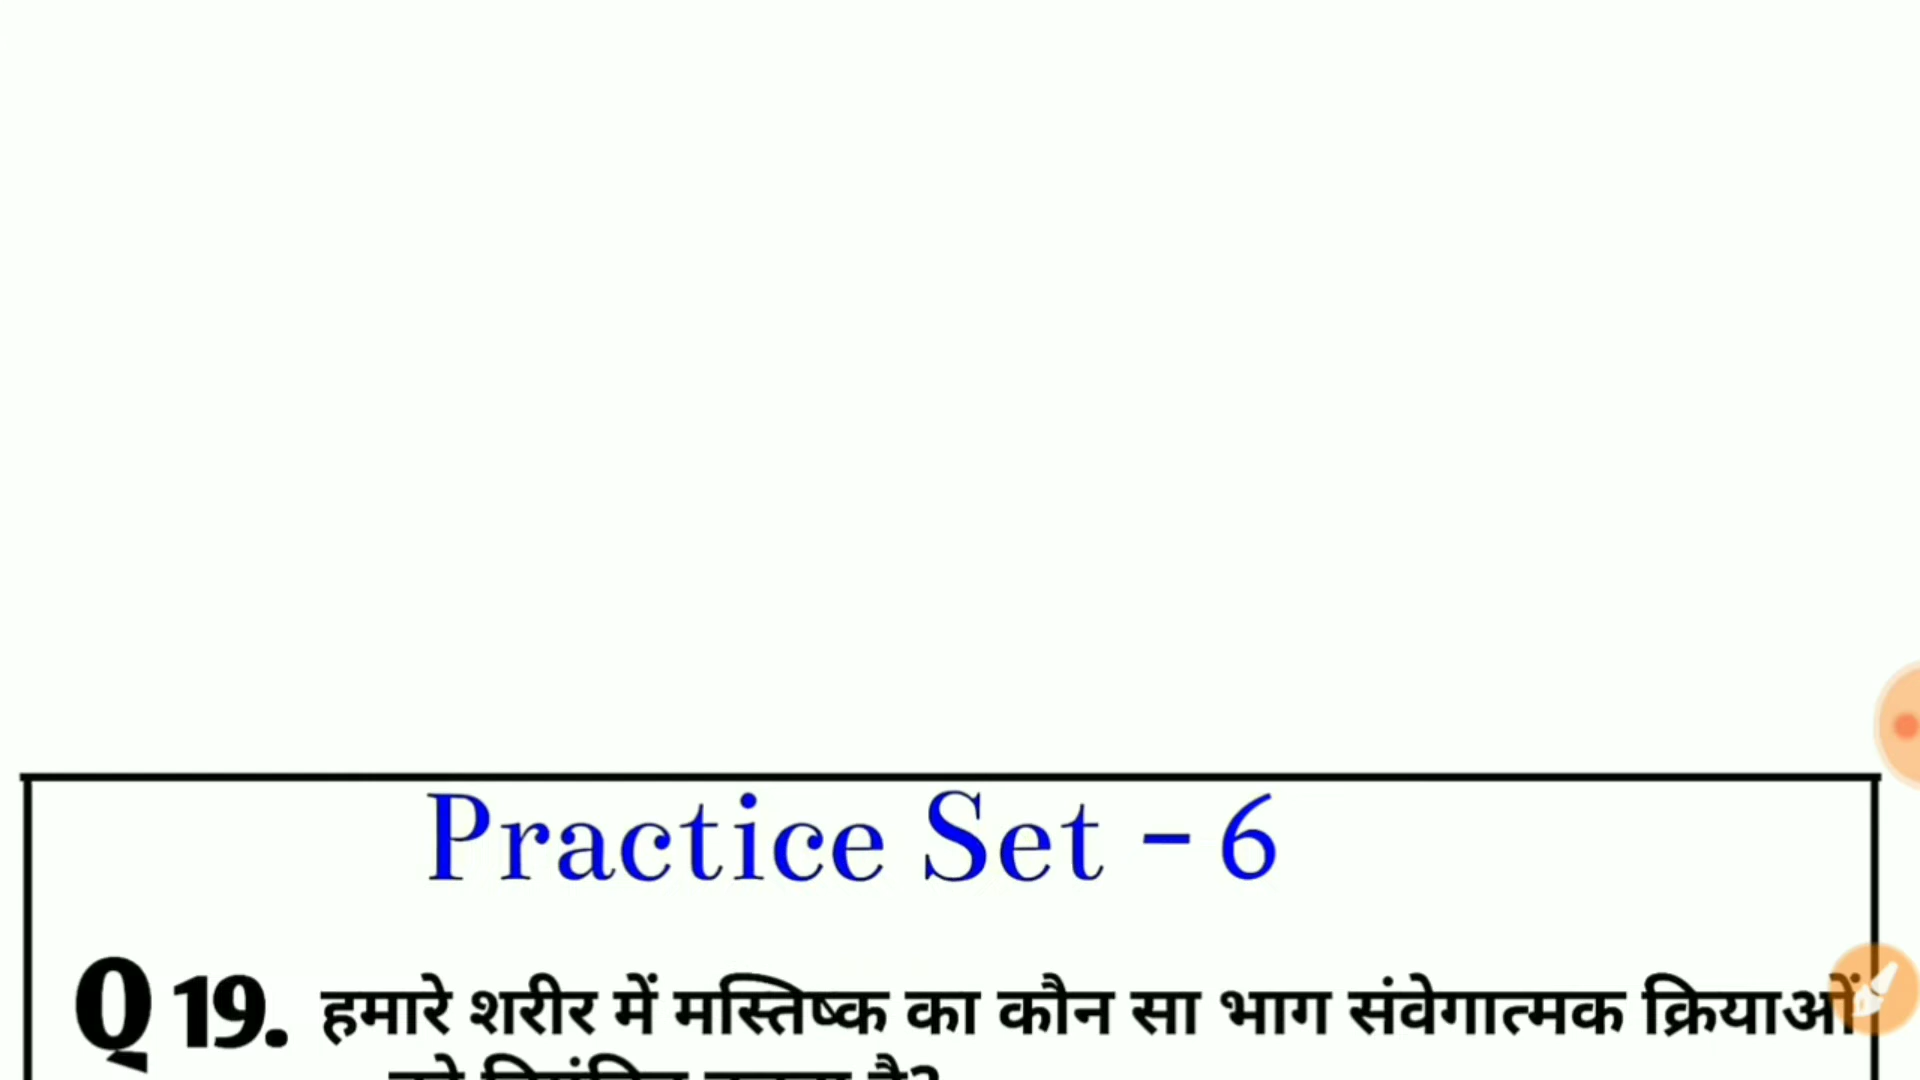 Practice Set - 6
Q 19. हमारे शरीर में मस्तिष्क का कौन सा भाग संवेगात्मक क्रियाओं